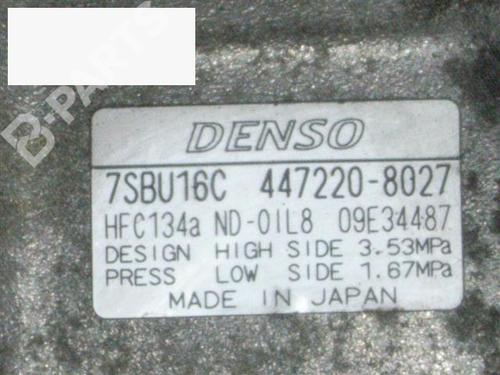 B-PARTS
DENSO
7SBU16C 447220-8027
HFC134a ND-OIL8 09E34487
DESIGN HIGH SIDE 3.53MPa
PRESS LOW SIDE 1.67MPa
MADE IN JAPAN